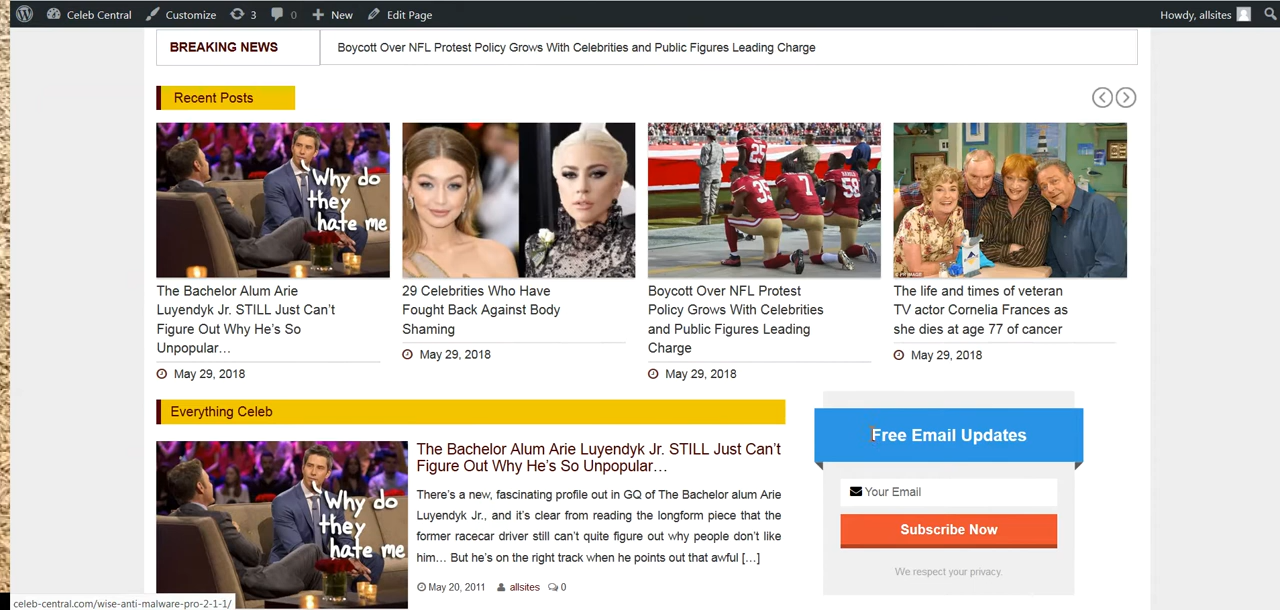 Celeb Central
Customize
3
0
New
Edit Page
Howdy, allsites
BREAKING NEWS
Boycott Over NFL Protest Policy Grows With Celebrities and Public Figures Leading Charge
Recent Posts
Why do
they
hate me
25
35
7
58
The Bachelor Alum Arie
Luyendyk Jr. STILL Just Can’t
Figure Out Why He’s So
Unpopular…
May 29, 2018
29 Celebrities Who Have
Fought Back Against Body
Shaming
May 29, 2018
Boycott Over NFL Protest
Policy Grows With Celebrities
and Public Figures Leading
Charge
May 29, 2018
The life and times of veteran
TV actor Cornelia Frances as
she dies at age 77 of cancer
May 29, 2018
Everything Celeb
Why do
they
hate me
The Bachelor Alum Arie Luyendyk Jr. STILL Just Can’t
Figure Out Why He’s So Unpopular…
There’s a new, fascinating profile out in GQ of The Bachelor alum Arie
Luyendyk Jr., and it’s clear from reading the longform piece that the
former racecar driver still can’t quite figure out why people don’t like
him… But he’s on the right track when he points out that awful […]
May 20, 2011
allsites
0
Free Email Updates
Your Email
Subscribe Now
We respect your privacy.
celeb-central.com/wise-anti-malware-pro-2-1-1/